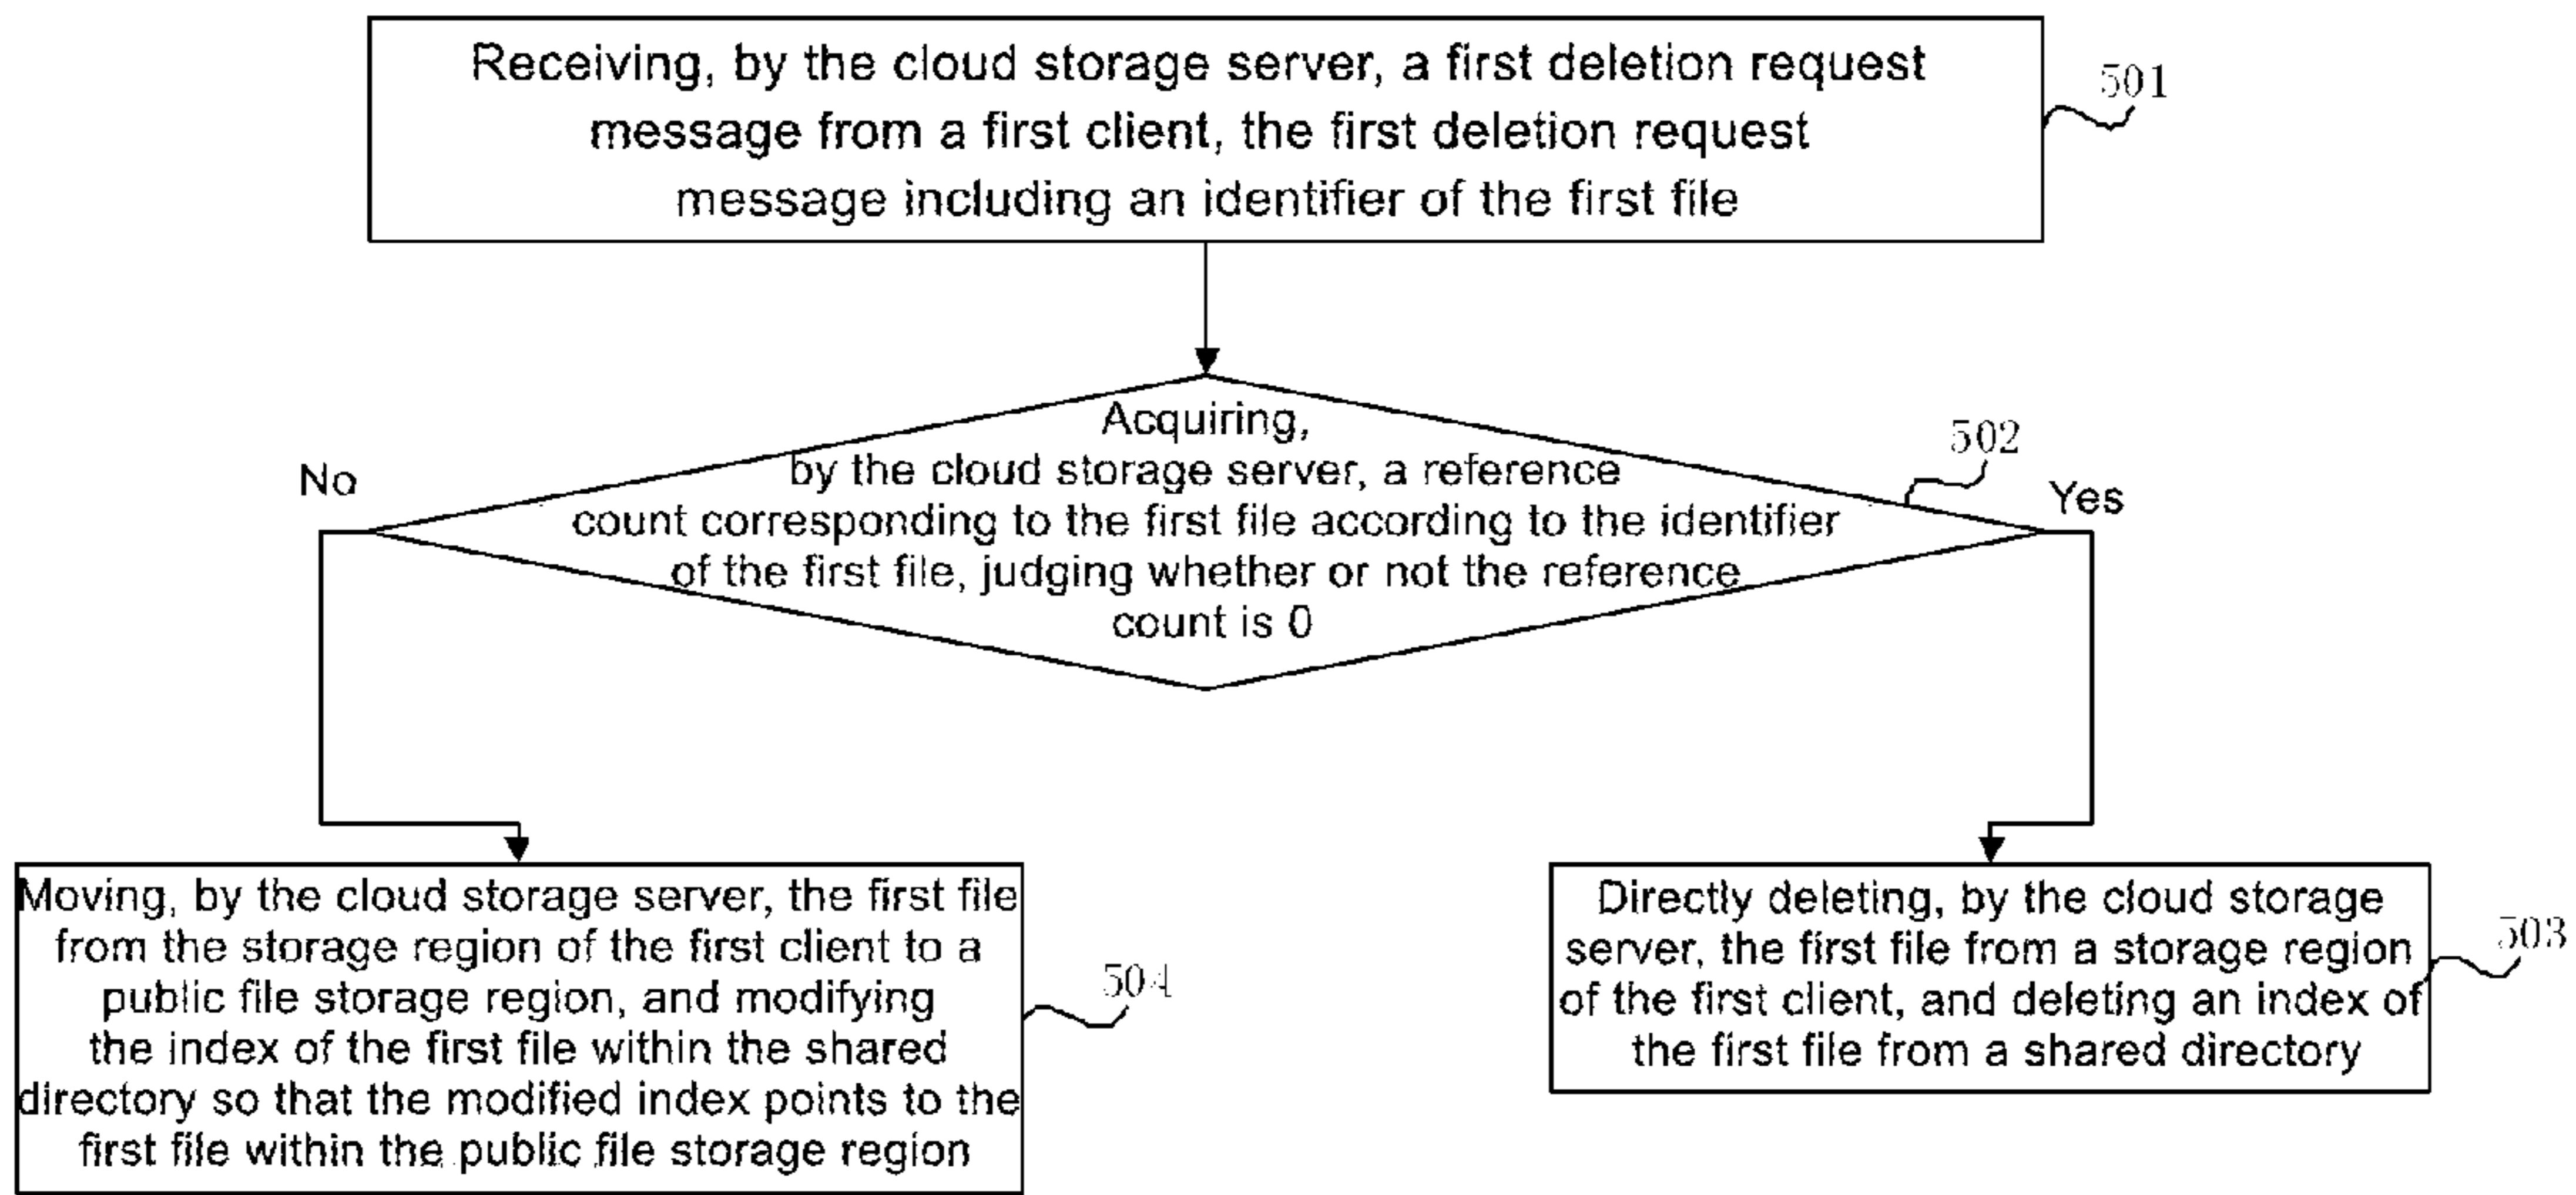 Receiving, by the cloud storage server, a first deletion request
message from a first client, the first deletion request
message including an identifier of the first file
501
Acquiring,
by the cloud storage server, a reference
count corresponding to the first file according to the identifier
of the first file, judging whether or not the reference
count is 0
502
No
Yes
Moving, by the cloud storage server, the first file
from the storage region of the first client to a
public file storage region, and modifying
the index of the first file within the shared
directory so that the modified index points to the
first file within the public file storage region
504
Directly deleting, by the cloud storage
server, the first file from a storage region
of the first client, and deleting an index of
the first file from a shared directory
503